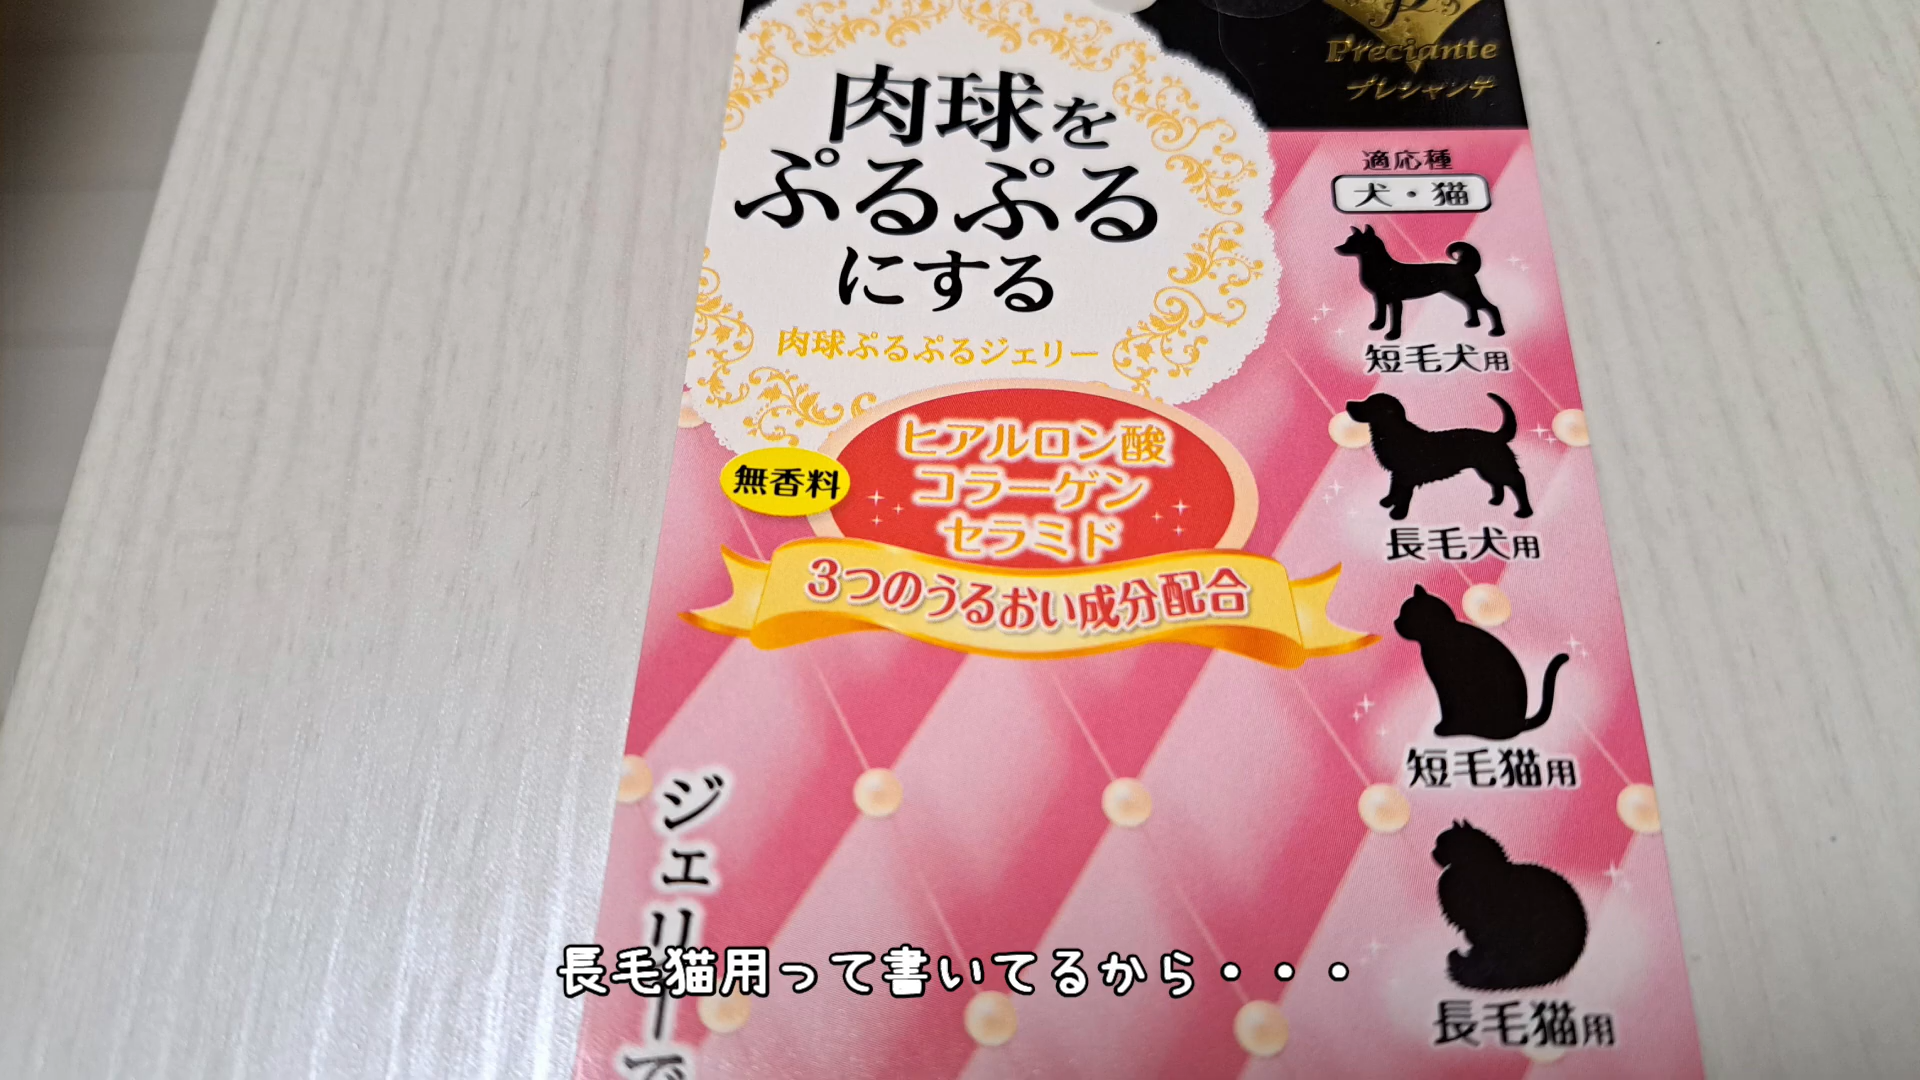 Preciante
プレシャンテ
肉球を
ぷるぷる
にする
肉球ぷるぷるジェリー
無香料
ヒアルロン酸
コラーゲン
セラミド
3つのうるおい成分配合
適応種
犬・猫
短毛犬用
長毛犬用
短毛猫用
長毛猫用
ジェリーで
長毛猫用って書いてるから・・・